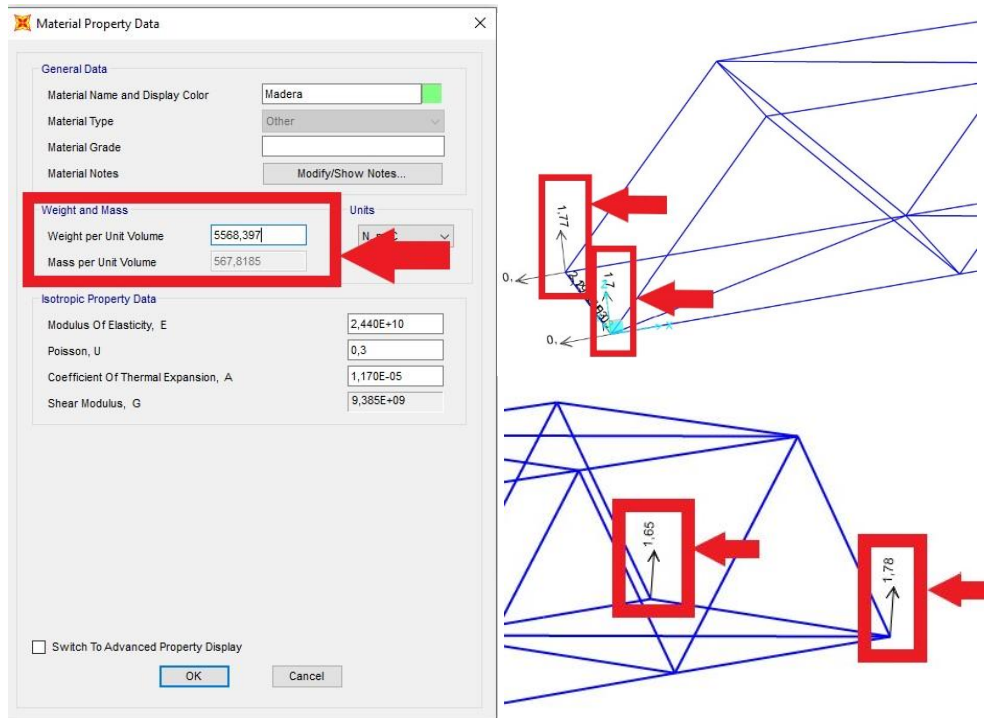 Material Property Data
General Data
Material Name and Display Color Madera
Material Type Other
Material Grade
Material Notes Modify/Show Notes...
Weight and Mass
Units
Weight per Unit Volume 5568,397
Mass per Unit Volume 567,8185
Isotropic Property Data
Modulus Of Elasticity, E 2,440E+10
Poisson, U 0,3
Coefficient Of Thermal Expansion, A 1,170E-05
Shear Modulus, G 9,385E+09
Switch To Advanced Property Display
OK Cancel
1,77
0,
1,7
X
0,
1,65
1,78